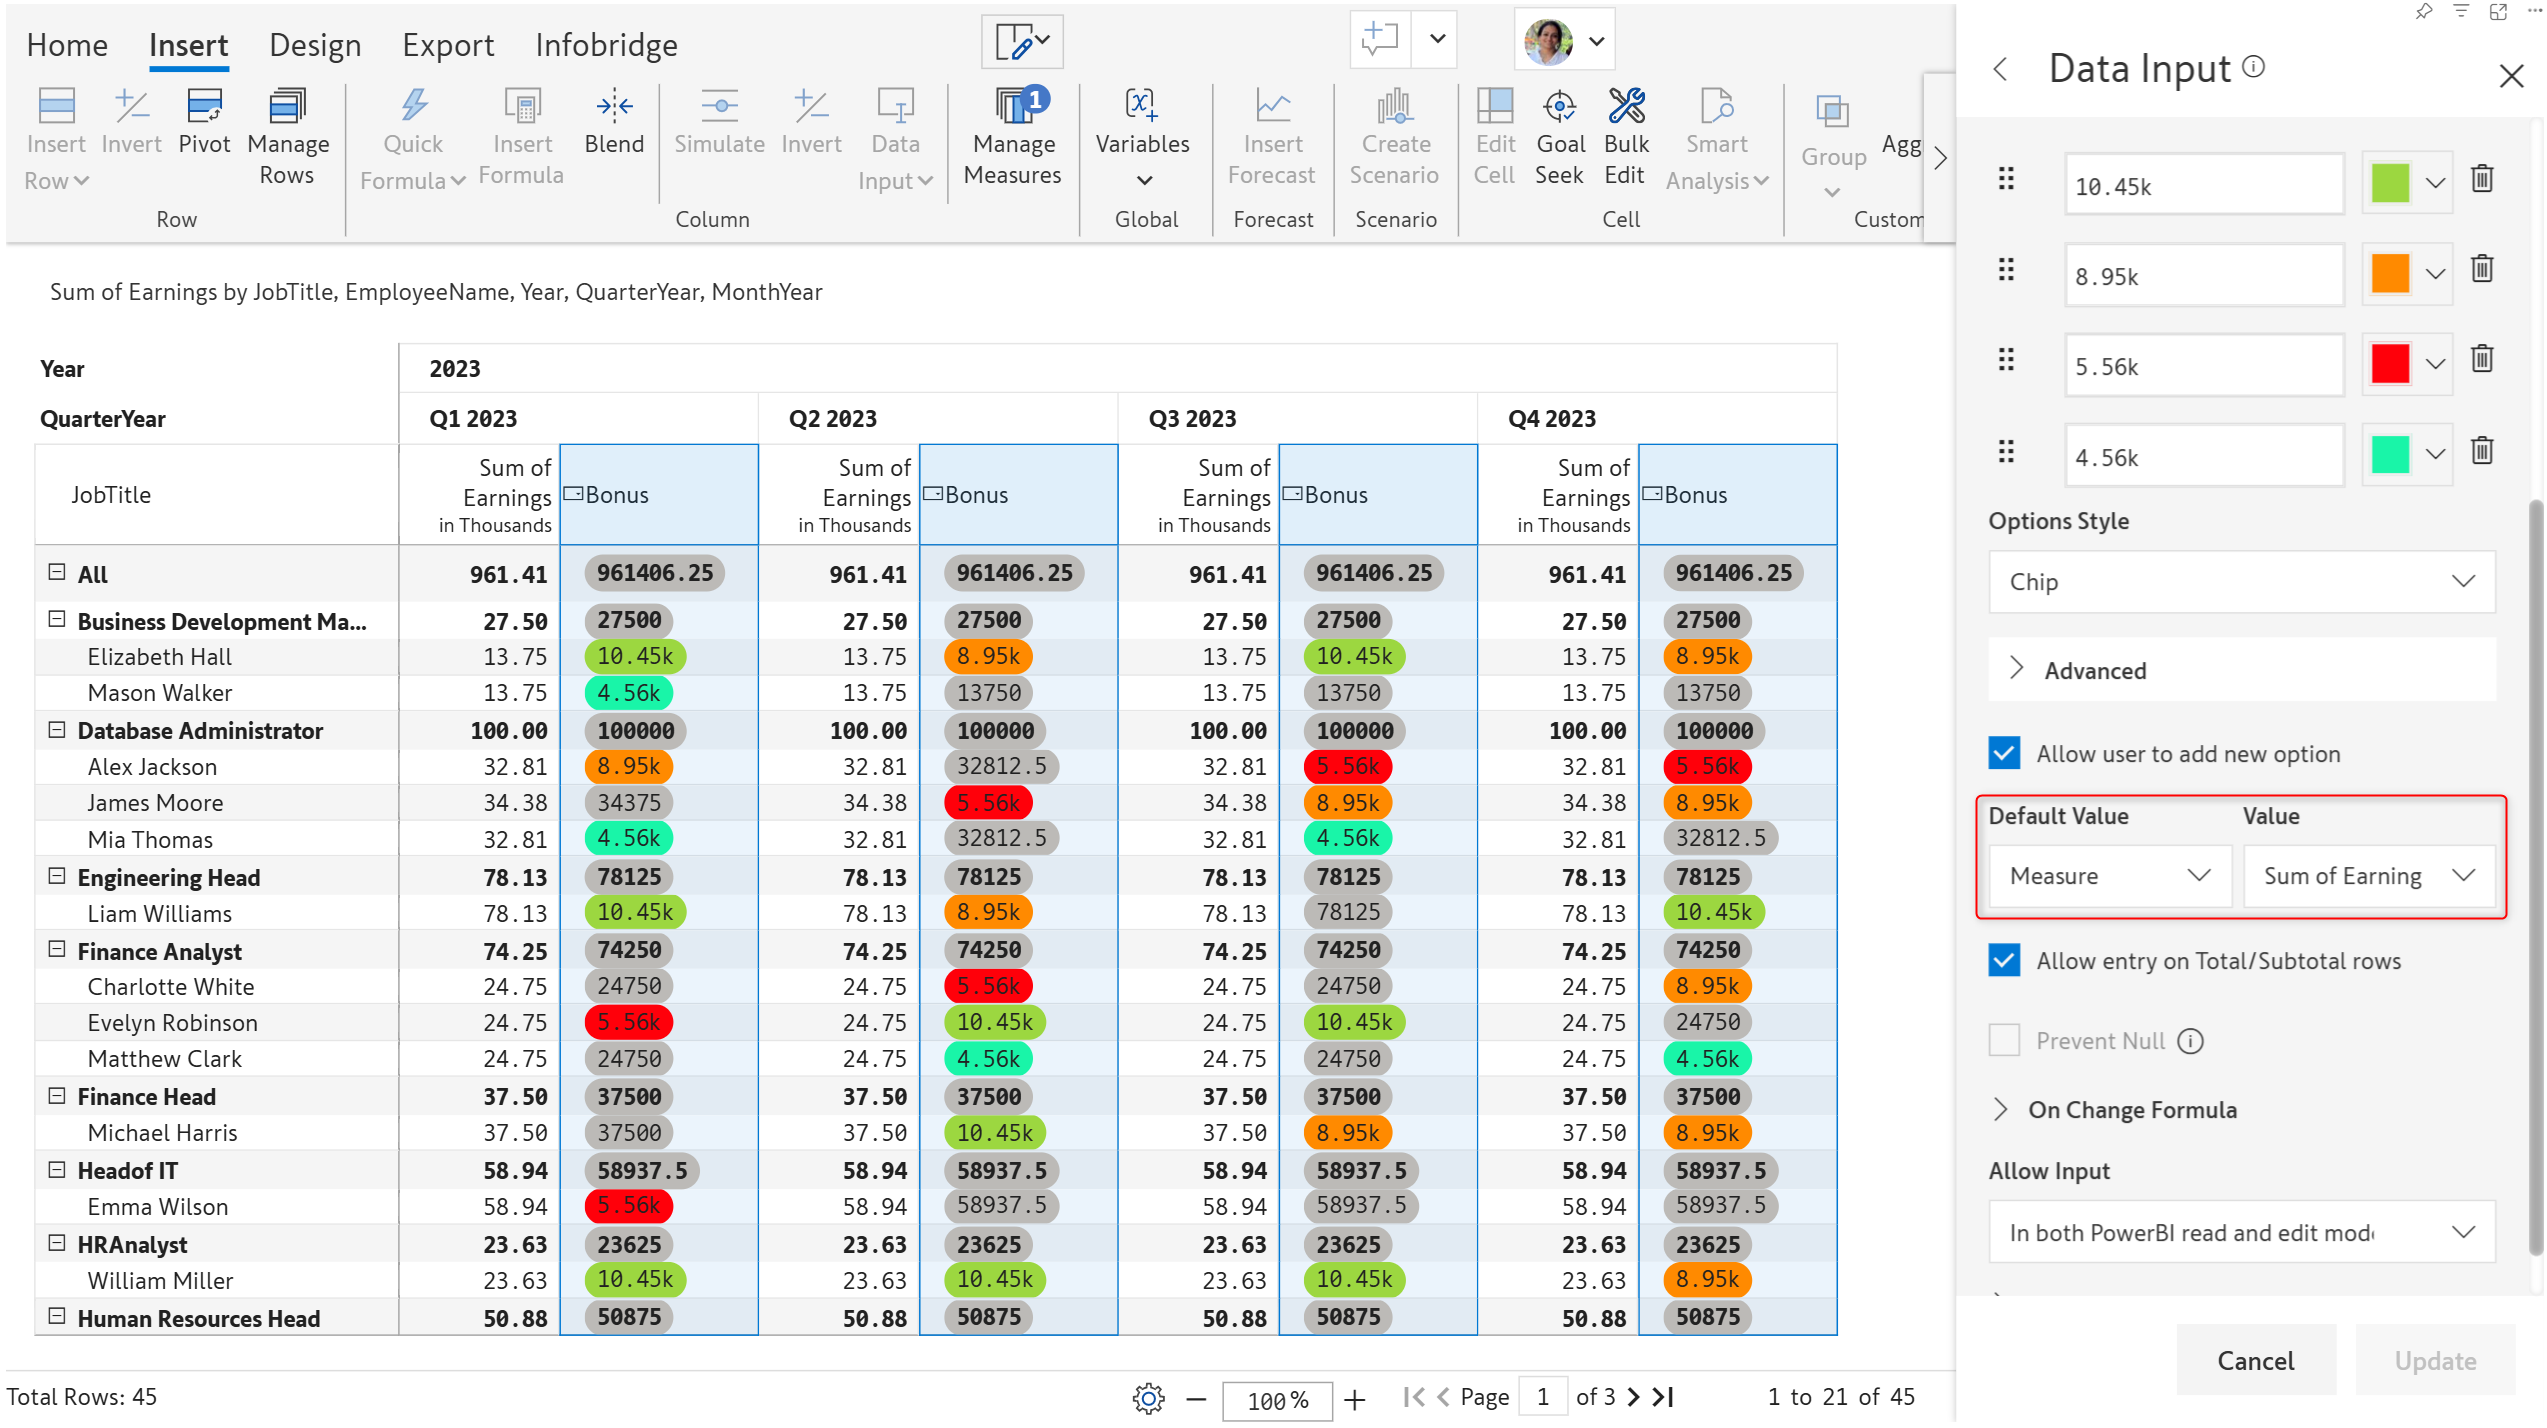 Home Insert Design Export Infobridge
Insert Row
Invert
Pivot
Manage Rows
Row
Quick Formula
Insert Formula
Blend
Simulate
Invert
Data Input
Manage Measures
1
Column
Variables
Global
Insert Forecast
Forecast
Create Scenario
Scenario
Edit Cell
Goal Seek
Bulk Edit
Smart Analysis
Cell
Group
Agg
Custom
Sum of Earnings by JobTitle, EmployeeName, Year, QuarterYear, MonthYear
Year 2023
QuarterYear Q1 2023 Q2 2023 Q3 2023 Q4 2023
JobTitle Sum of Earnings in Thousands Bonus Sum of Earnings in Thousands Bonus Sum of Earnings in Thousands Bonus Sum of Earnings in Thousands Bonus
All 961.41 961406.25 961.41 961406.25 961.41 961406.25 961.41 961406.25
Business Development Ma... 27.50 27500 27.50 27500 27.50 27500 27.50 27500
Elizabeth Hall 13.75 10.45k 13.75 8.95k 13.75 10.45k 13.75 8.95k
Mason Walker 13.75 4.56k 13.75 13750 13.75 13750 13.75 13750
Database Administrator 100.00 100000 100.00 100000 100.00 100000 100.00 100000
Alex Jackson 32.81 8.95k 32.81 32812.5 32.81 5.56k 32.81 5.56k
James Moore 34.38 34375 34.38 5.56k 34.38 8.95k 34.38 8.95k
Mia Thomas 32.81 4.56k 32.81 32812.5 32.81 4.56k 32.81 32812.5
Engineering Head 78.13 78125 78.13 78125 78.13 78125 78.13 78125
Liam Williams 78.13 10.45k 78.13 8.95k 78.13 78125 78.13 10.45k
Finance Analyst 74.25 74250 74.25 74250 74.25 74250 74.25 74250
Charlotte White 24.75 24750 24.75 5.56k 24.75 24750 24.75 8.95k
Evelyn Robinson 24.75 5.56k 24.75 10.45k 24.75 10.45k 24.75 24750
Matthew Clark 24.75 24750 24.75 4.56k 24.75 24750 24.75 4.56k
Finance Head 37.50 37500 37.50 37500 37.50 37500 37.50 37500
Michael Harris 37.50 37500 37.50 10.45k 37.50 8.95k 37.50 8.95k
Headof IT 58.94 58937.5 58.94 58937.5 58.94 58937.5 58.94 58937.5
Emma Wilson 58.94 5.56k 58.94 58937.5 58.94 58937.5 58.94 58937.5
HRAnalyst 23.63 23625 23.63 23625 23.63 23625 23.63 23625
William Miller 23.63 10.45k 23.63 10.45k 23.63 10.45k 23.63 8.95k
Human Resources Head 50.88 50875 50.88 50875 50.88 50875 50.88 50875
Total Rows: 45
100 %
Page 1 of 3
1 to 21 of 45
Data Input
10.45k
8.95k
5.56k
4.56k
Options Style
Chip
Advanced
Allow user to add new option
Default Value Value
Measure Sum of Earning
Allow entry on Total/Subtotal rows
Prevent Null
On Change Formula
Allow Input
In both PowerBI read and edit mod
Cancel Update